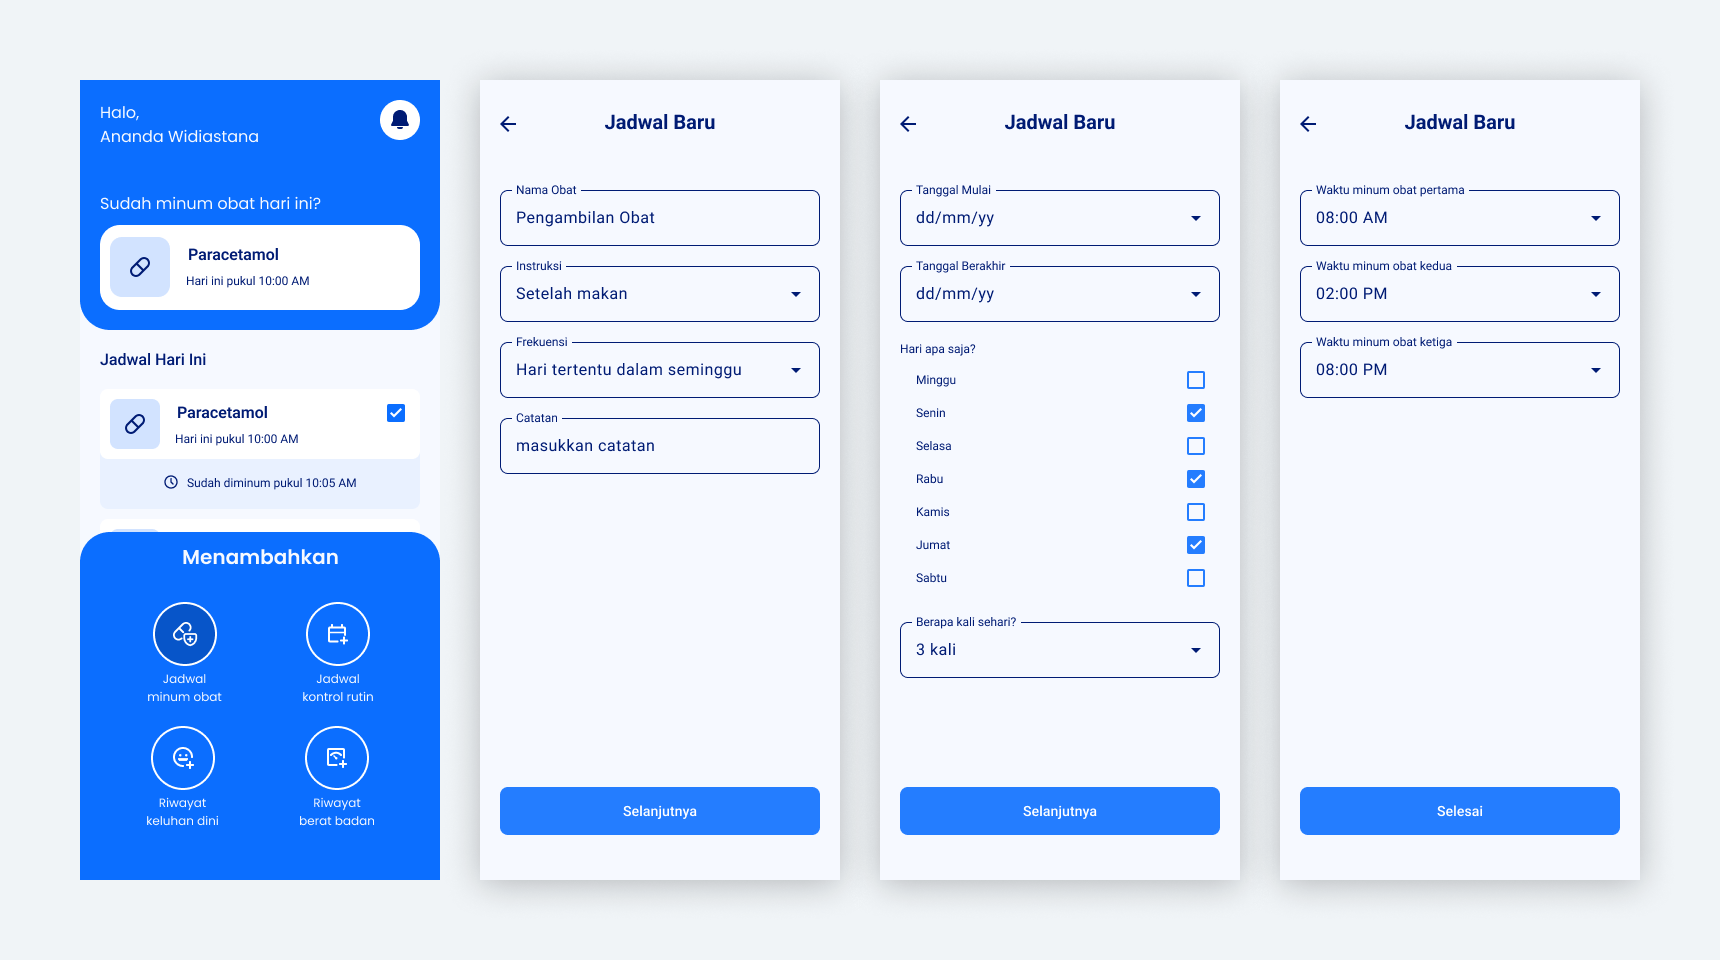 Halo,
Ananda Widiastana
Sudah minum obat hari ini?
Paracetamol
Hari ini pukul 10:00 AM
Jadwal Hari Ini
Paracetamol
Hari ini pukul 10:00 AM
Sudah diminum pukul 10:05 AM
Menambahkan
Jadwal
minum obat
Jadwal
kontrol rutin
Riwayat
keluhan dini
Riwayat
berat badan
Jadwal Baru
Nama Obat
Pengambilan Obat
Instruksi
Setelah makan
Frekuensi
Hari tertentu dalam seminggu
Catatan
masukkan catatan
Selanjutnya
Jadwal Baru
Tanggal Mulai
dd/mm/yy
Tanggal Berakhir
dd/mm/yy
Hari apa saja?
Minggu
Senin
Selasa
Rabu
Kamis
Jumat
Sabtu
Berapa kali sehari?
3 kali
Selanjutnya
Jadwal Baru
Waktu minum obat pertama
08:00 AM
Waktu minum obat kedua
02:00 PM
Waktu minum obat ketiga
08:00 PM
Selesai